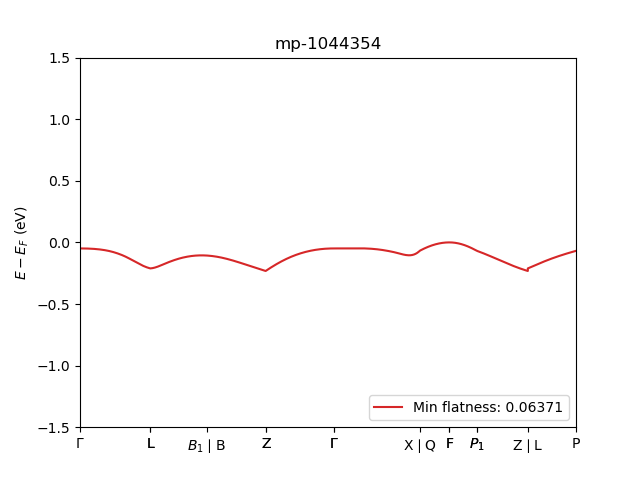 mp-1044354
1.5
1.0
0.5
0.0
−0.5
−1.0
−1.5
E − E_F (eV)
Min flatness: 0.06371
Γ L B₁ | B Z Γ X | Q F P₁ Z | L P